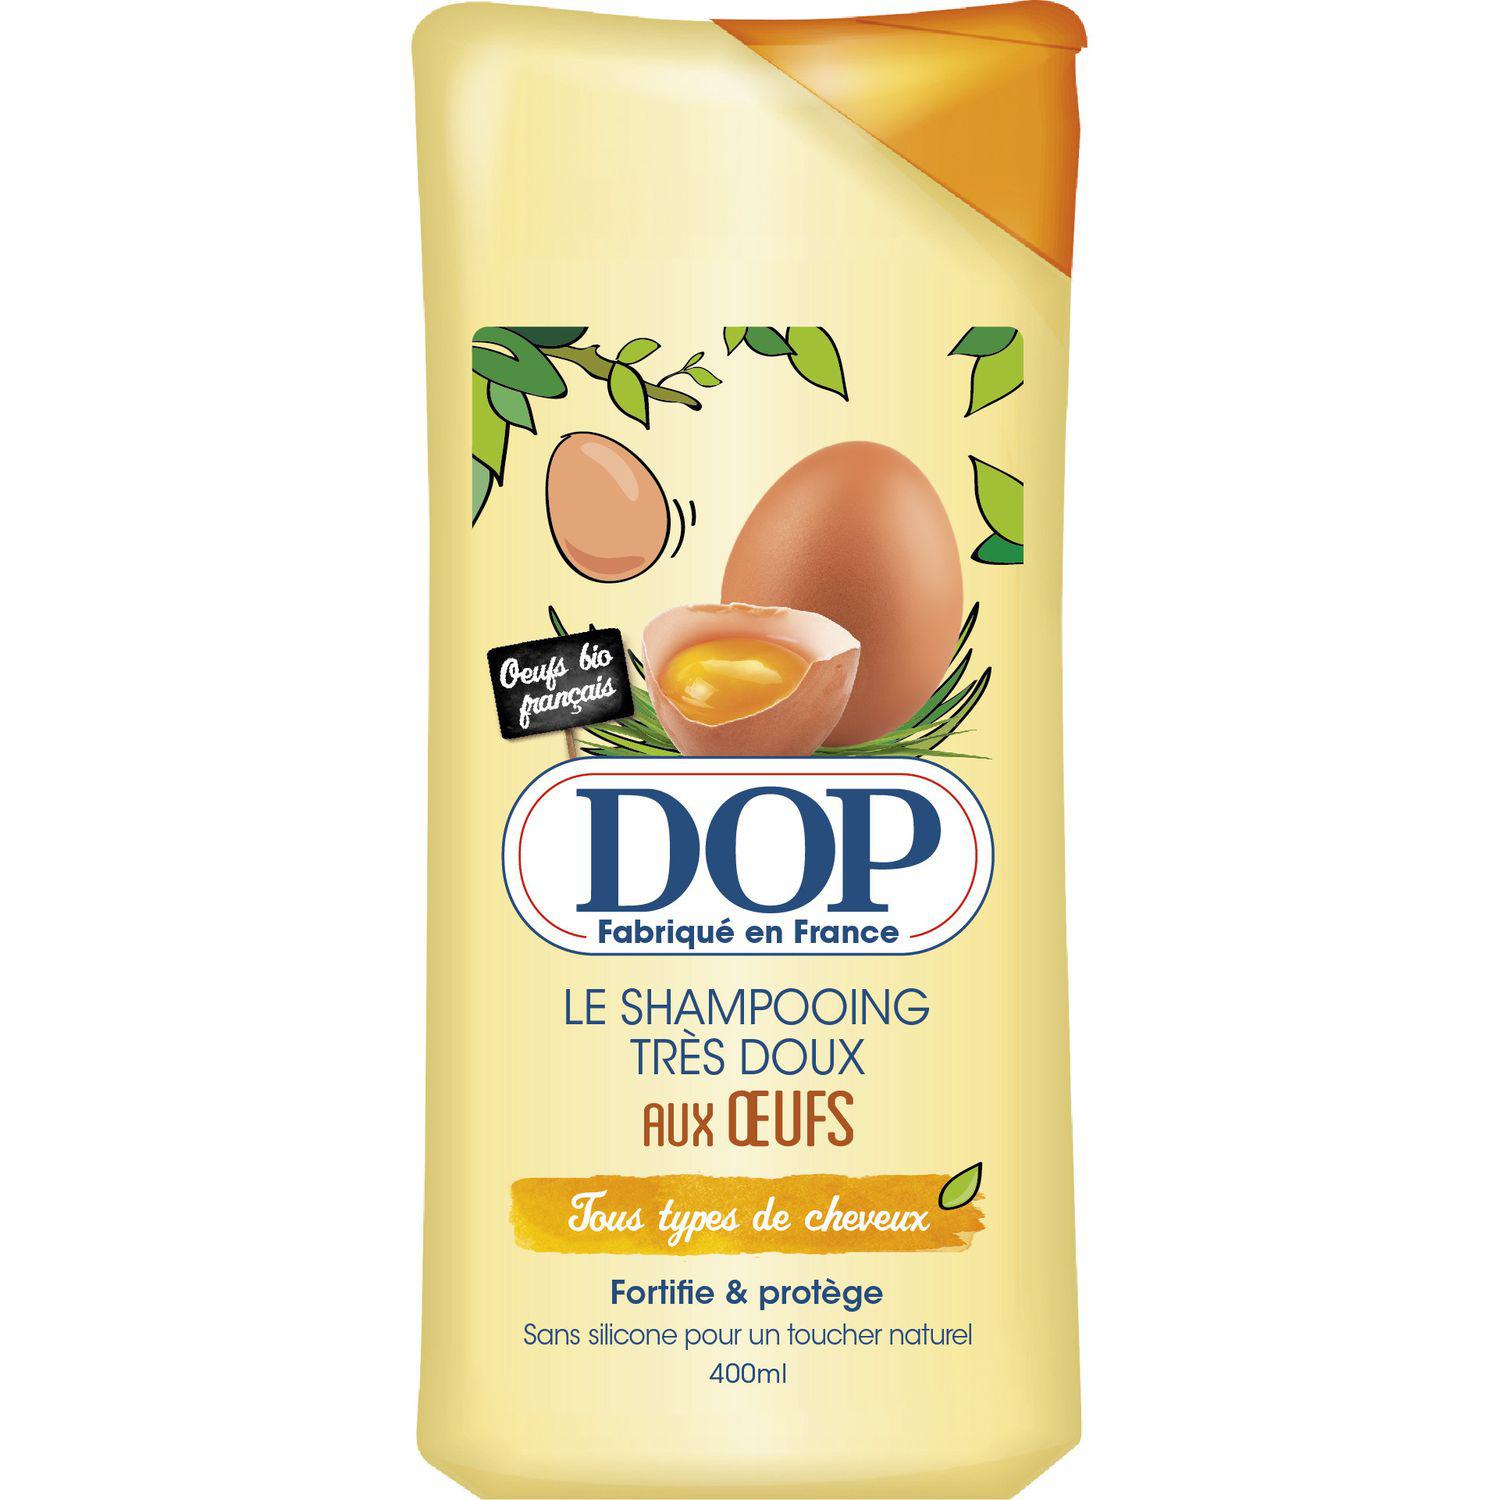 Oeufs bio
français
DOP
Fabriqué en France
LE SHAMPOOING
TRÈS DOUX
AUX ŒUFS
Tous types de cheveux
Fortifie & protège
Sans silicone pour un toucher naturel
400ml